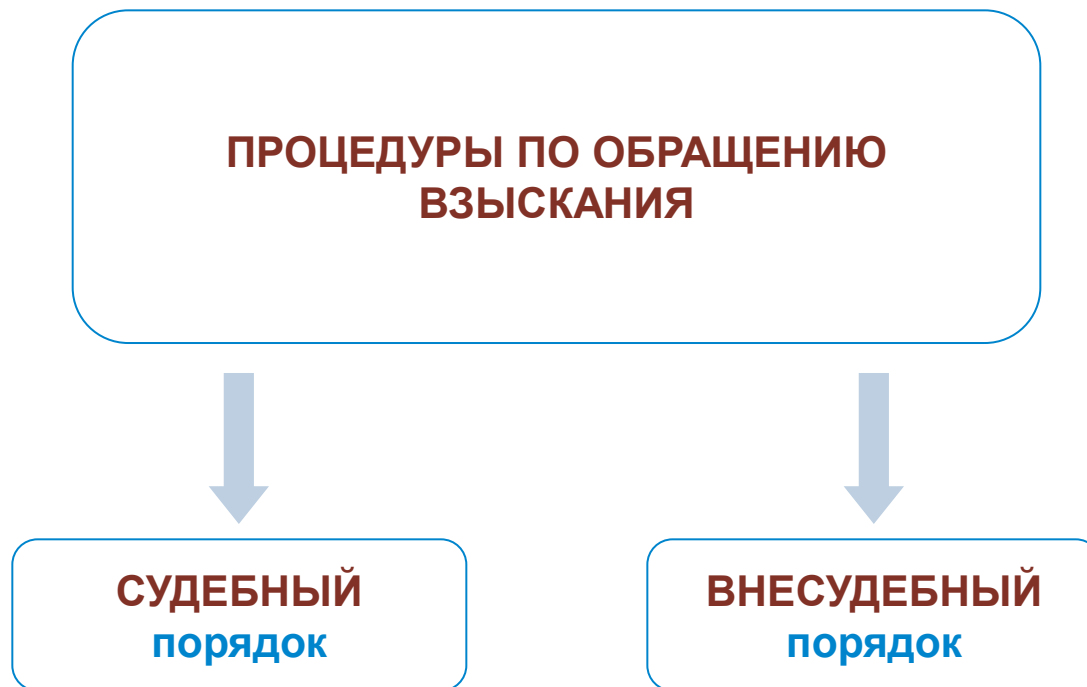 ПРОЦЕДУРЫ ПО ОБРАЩЕНИЮ
ВЗЫСКАНИЯ
СУДЕБНЫЙ
порядок
ВНЕСУДЕБНЫЙ
порядок